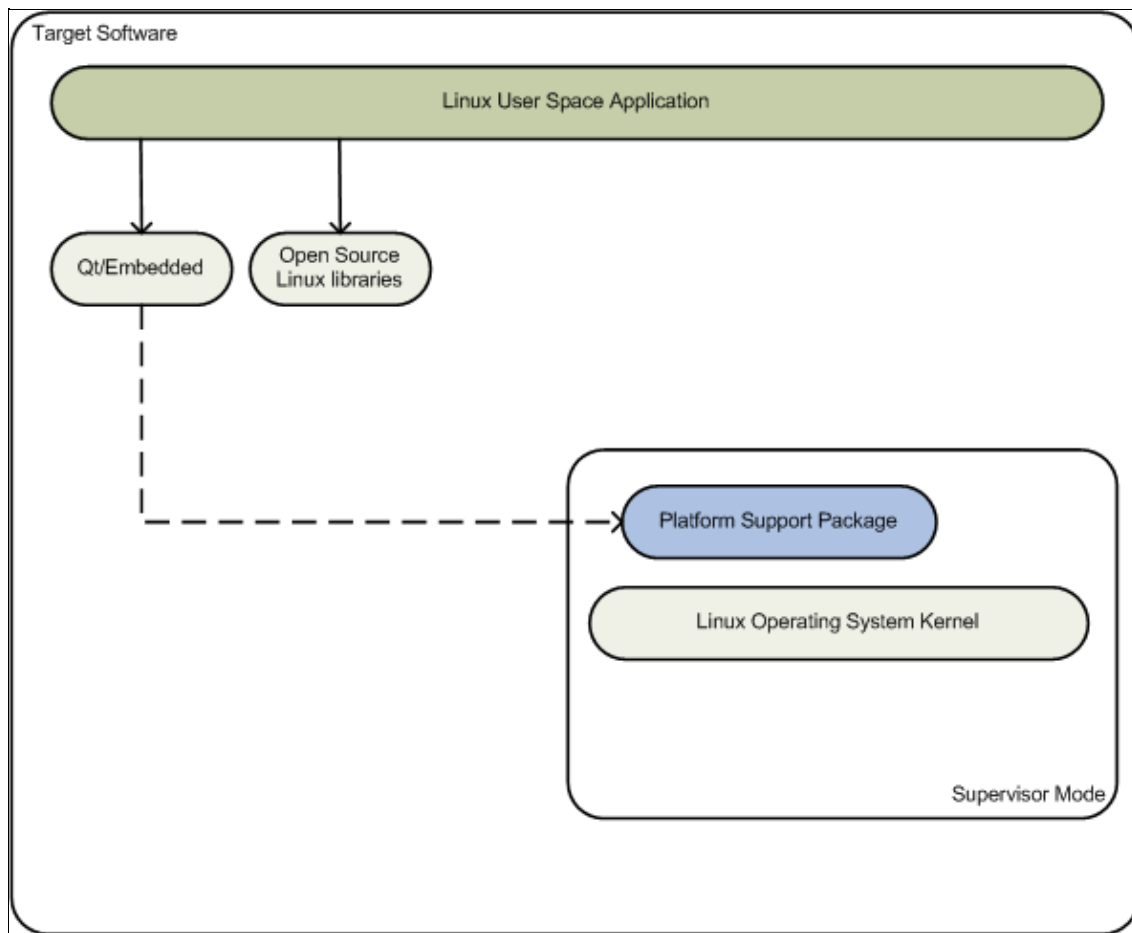 Target Software
Linux User Space Application
Qt/Embedded
Open Source
Linux libraries
Platform Support Package
Linux Operating System Kernel
Supervisor Mode